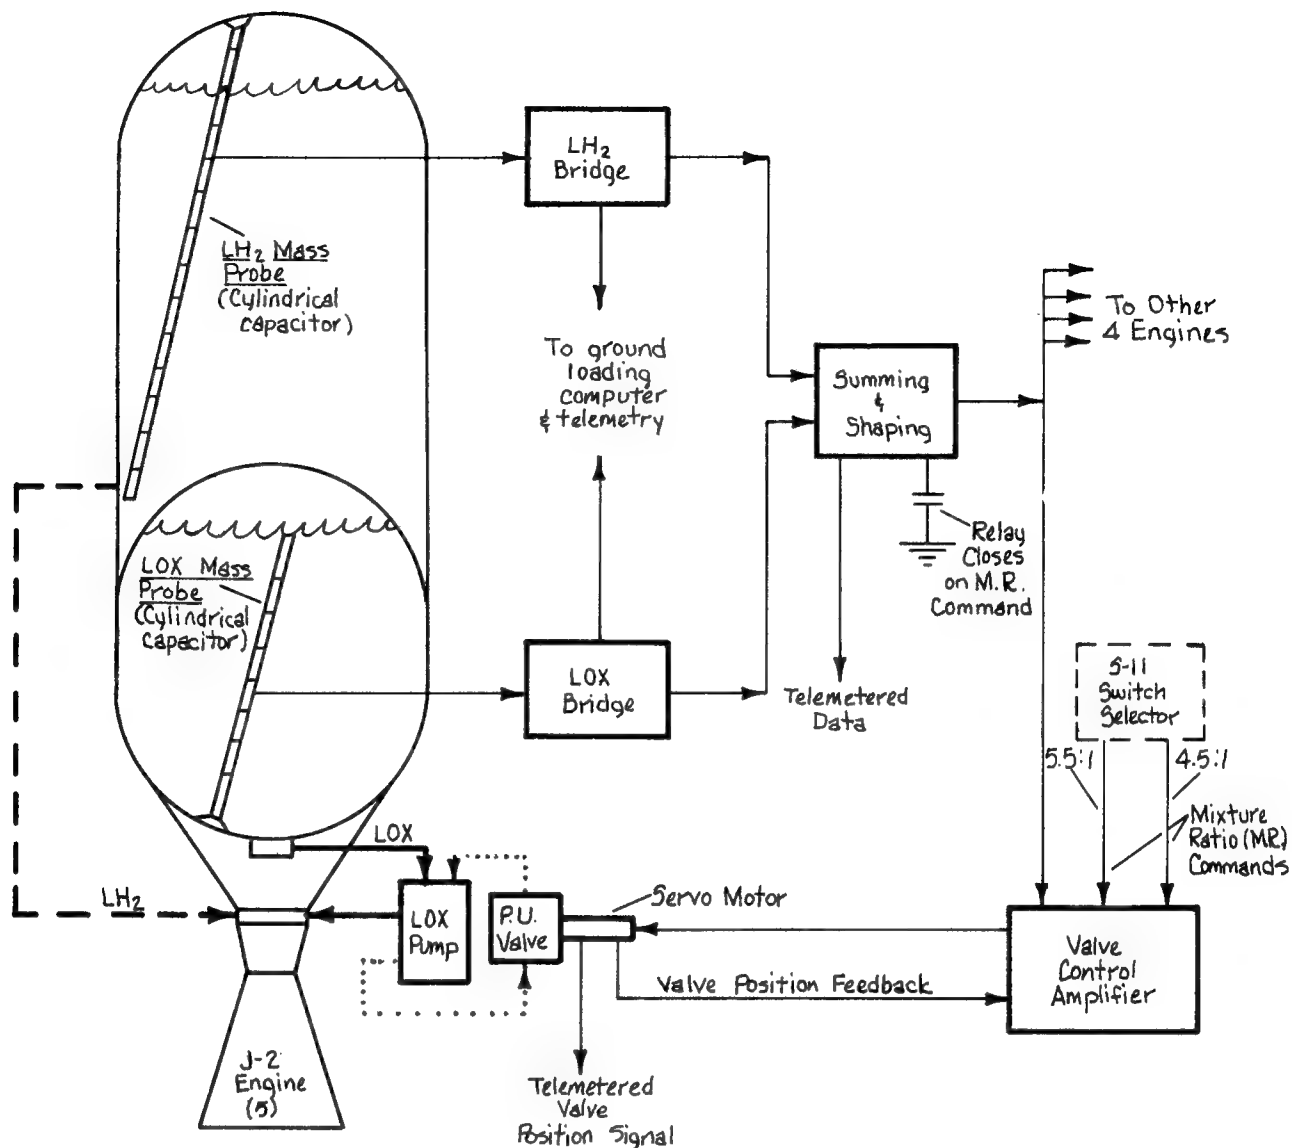 LH2
Bridge
LH2 Mass
Probe
(Cylindrical
capacitor)
To ground
loading
computer
& telemetry
To Other
4 Engines
Summing
&
Shaping
Relay
Closes
on M.R.
Command
LOX Mass
Probe
(Cylindrical
capacitor)
LOX
Bridge
Telemetered
Data
S-11
Switch
Selector
5.5:1
4.5:1
Mixture
Ratio (MR)
Commands
LOX
LH2
LOX
Pump
P.U.
Valve
Servo Motor
Valve Position Feedback
Valve
Control
Amplifier
J-2
Engine
(5)
Telemetered
Valve
Position Signal